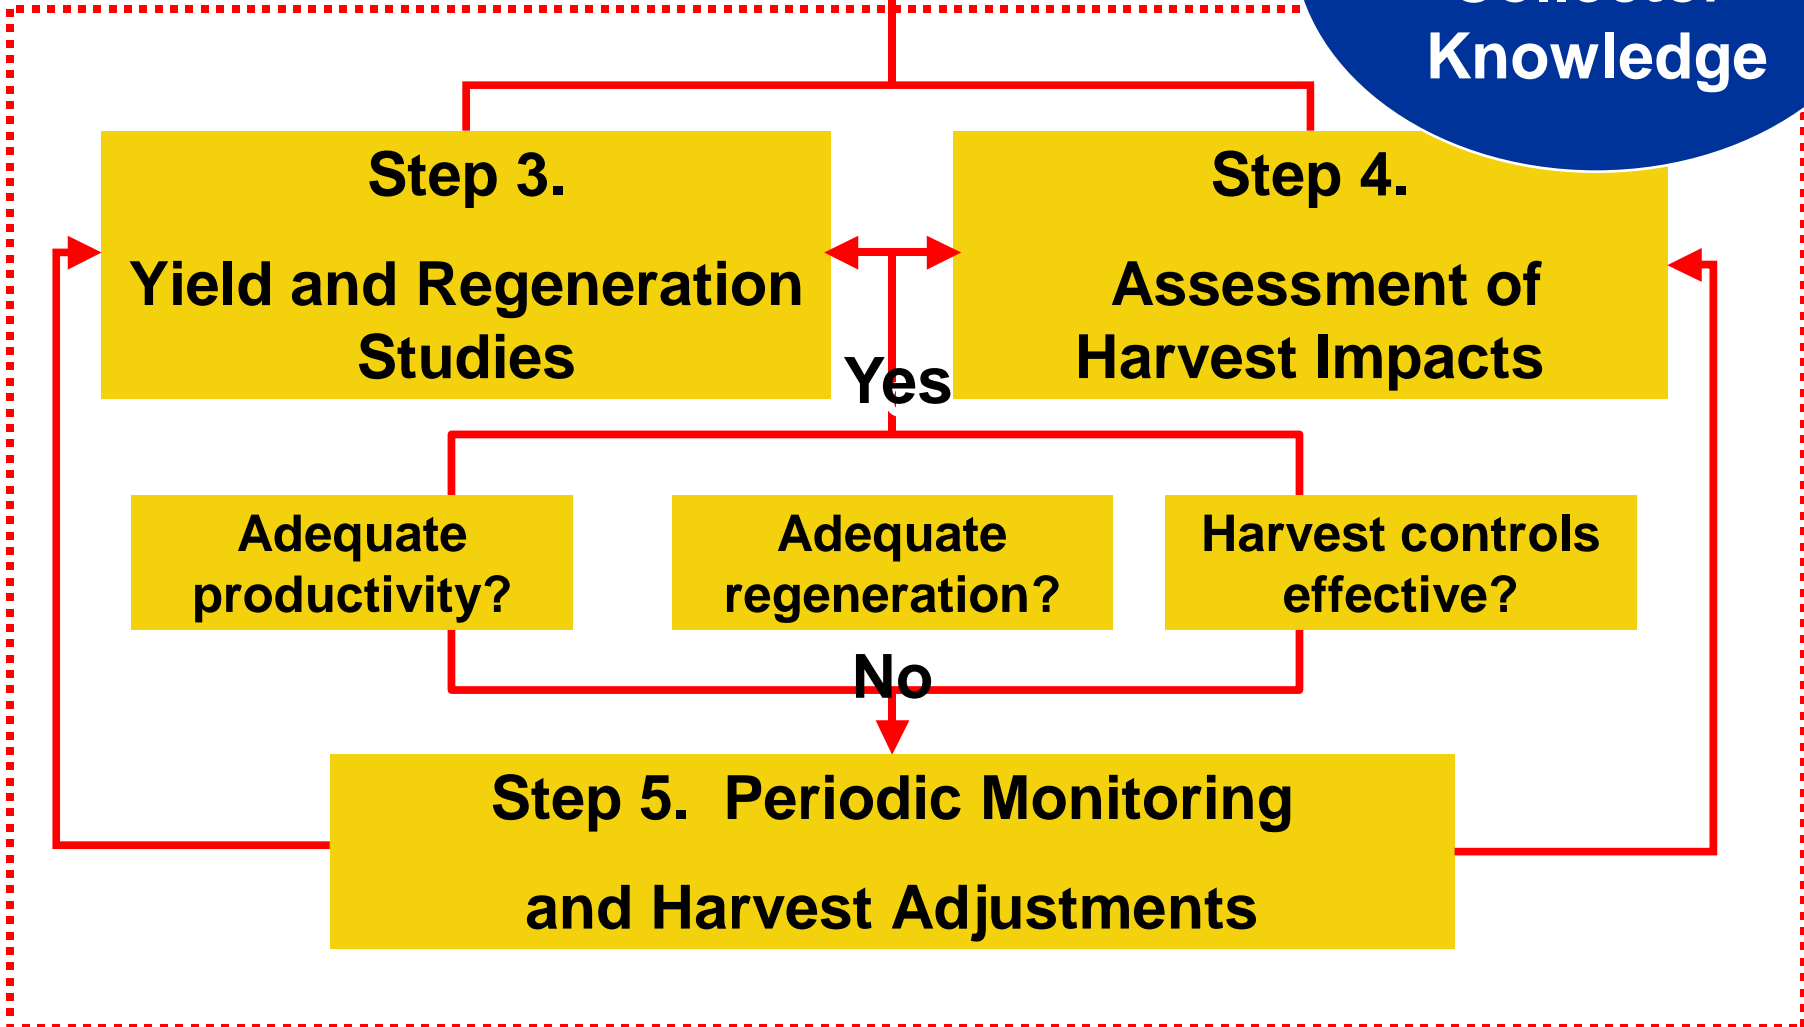 Knowledge
Step 3.
Yield and Regeneration
Studies
Step 4.
Assessment of
Harvest Impacts
Yes
Adequate
productivity?
Adequate
regeneration?
Harvest controls
effective?
No
Step 5. Periodic Monitoring
and Harvest Adjustments